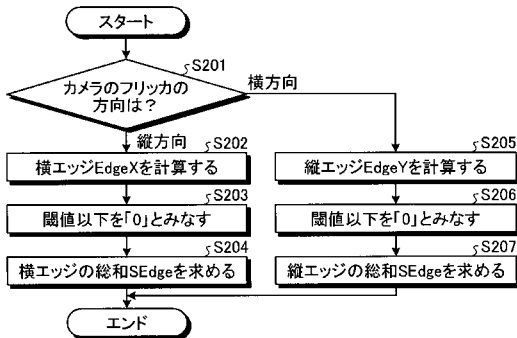 スタート
S201
カメラのフリッカの
方向は？
横方向
縦方向
S202
横エッジEdgeXを計算する
S203
閾値以下を「0」とみなす
S204
横エッジの総和SEdgeを求める
S205
縦エッジEdgeYを計算する
S206
閾値以下を「0」とみなす
S207
縦エッジの総和SEdgeを求める
エンド